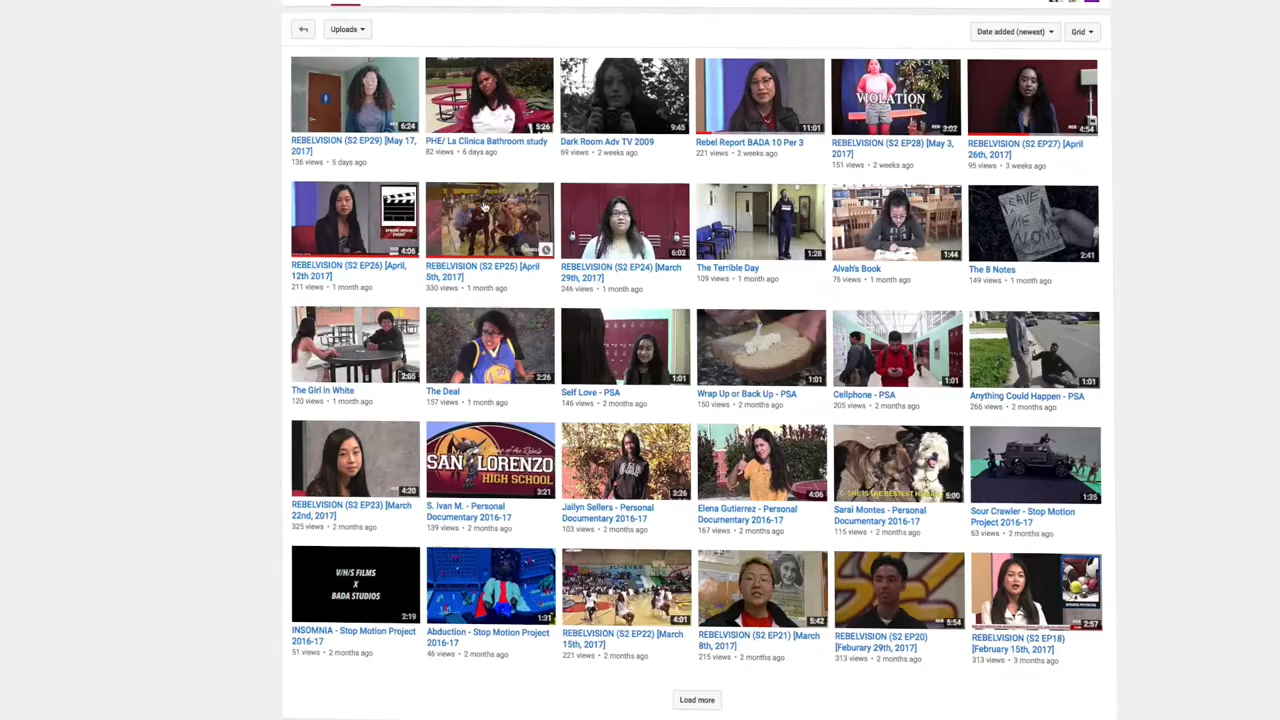 Uploads
Date added (newest)
Grid
6:24
5:26
9:45
11:01
VIOLATION
3:02
4:54
REBELVISION (S2 EP29) [May 17,
2017]
136 views • 5 days ago
PHE/ La Clinica Bathroom study
82 views • 6 days ago
Dark Room Adv TV 2009
69 views • 2 weeks ago
Rebel Report BADA 10 Per 3
221 views • 2 weeks ago
REBELVISION (S2 EP28) [May 3,
2017]
151 views • 2 weeks ago
REBELVISION (S2 EP27) [April
26th, 2017]
95 views • 3 weeks ago
SPRING MOVIE
EVENT
4:06
6:02
1:28
1:44
LEAVE
ME IN
ALONE
2:41
REBELVISION (S2 EP26) [April,
12th 2017]
211 views • 1 month ago
REBELVISION (S2 EP25) [April
5th, 2017]
330 views • 1 month ago
REBELVISION (S2 EP24) [March
29th, 2017]
246 views • 1 month ago
The Terrible Day
109 views • 1 month ago
Alvah's Book
76 views • 1 month ago
The 8 Notes
149 views • 1 month ago
2:05
2:26
1:01
1:01
1:01
1:01
The Girl in White
120 views • 1 month ago
The Deal
157 views • 1 month ago
Self Love - PSA
146 views • 2 months ago
Wrap Up or Back Up - PSA
150 views • 2 months ago
Cellphone - PSA
205 views • 2 months ago
Anything Could Happen - PSA
266 views • 2 months ago
4:20
SAN LORENZO
HIGH SCHOOL
3:21
GAP
3:26
4:06
SHE IS THE BESTEST
5:00
1:35
REBELVISION (S2 EP23) [March
22nd, 2017]
325 views • 2 months ago
S. Ivan M. - Personal
Documentary 2016-17
139 views • 2 months ago
Jailyn Sellers - Personal
Documentary 2016-17
103 views • 2 months ago
Elena Gutierrez - Personal
Documentary 2016-17
167 views • 2 months ago
Sarai Montes - Personal
Documentary 2016-17
115 views • 2 months ago
Sour Crawler - Stop Motion
Project 2016-17
53 views • 2 months ago
V/H/S FILMS
X
BADA STUDIOS
2:19
1:31
4:01
5:42
5:54
SPORTS PHYSICAL
2:57
INSOMNIA - Stop Motion Project
2016-17
51 views • 2 months ago
Abduction - Stop Motion Project
2016-17
46 views • 2 months ago
REBELVISION (S2 EP22) [March
15th, 2017]
221 views • 2 months ago
REBELVISION (S2 EP21) [March
8th, 2017]
215 views • 2 months ago
REBELVISION (S2 EP20)
[Feburary 29th, 2017]
313 views • 2 months ago
REBELVISION (S2 EP18)
[February 15th, 2017]
313 views • 3 months ago
Load more